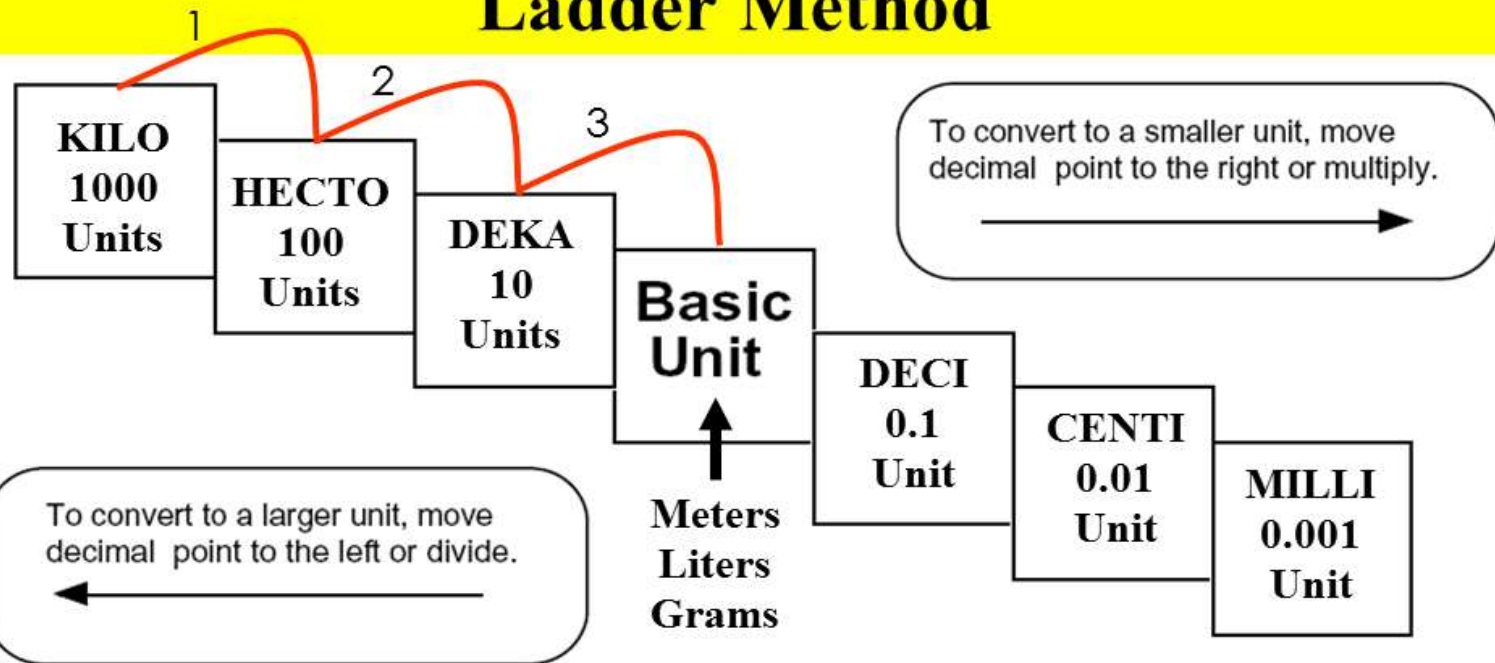 Ladder Method
1
2
3
KILO
1000
Units
HECTO
100
Units
DEKA
10
Units
Basic
Unit
Meters
Liters
Grams
DECI
0.1
Unit
CENTI
0.01
Unit
MILLI
0.001
Unit
To convert to a smaller unit, move
decimal point to the right or multiply.
To convert to a larger unit, move
decimal point to the left or divide.